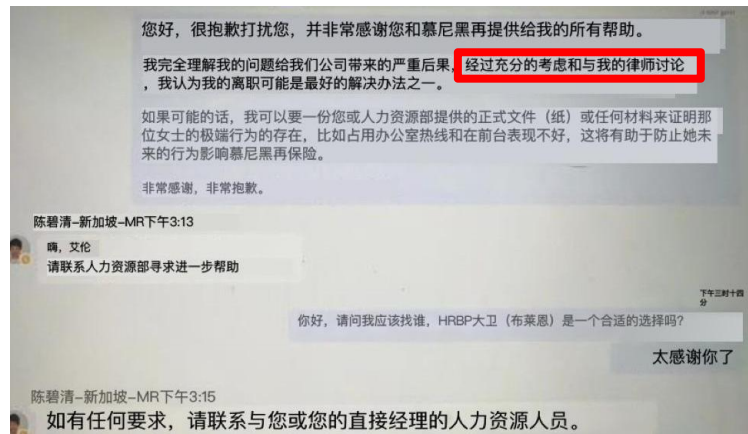 您好，很抱歉打扰您，并非常感谢您和慕尼黑再提供给我的所有帮助。
我完全理解我的问题给我们公司带来的严重后果，经过充分的考虑和与我的律师讨论
，我认为我的离职可能是最好的解决办法之一。
如果可能的话，我可以要一份您或人力资源部提供的正式文件（纸）或任何材料来证明那
位女士的极端行为的存在，比如占用办公室热线和在前台表现不好，这将有助于防止她未
来的行为影响慕尼黑再保险。
非常感谢，非常抱歉。
陈碧清-新加坡-MR下午3:13
嗨，艾伦
请联系人力资源部寻求进一步帮助
下午三时十四
分
你好，请问我应该找谁，HRBP大卫（布莱恩）是一个合适的选择吗？
太感谢你了
陈碧清-新加坡-MR下午3:15
如有任何要求，请联系与您或您的直接经理的人力资源人员。